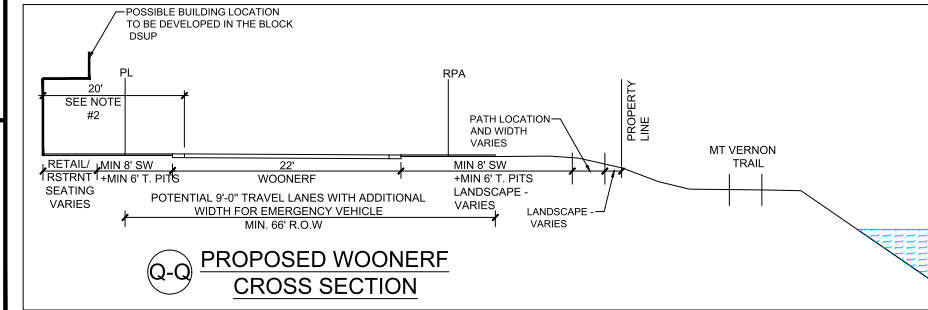 POSSIBLE BUILDING LOCATION
TO BE DEVELOPED IN THE BLOCK
DSUP
PL
20'
SEE NOTE
#2
RPA
PATH LOCATION
AND WIDTH
VARIES
PROPERTY
LINE
MT VERNON
TRAIL
RETAIL/
RSTRNT
SEATING
VARIES
MIN 8' SW
+MIN 6' T. PITS
22'
WOONERF
MIN 8' SW
+MIN 6' T. PITS
LANDSCAPE -
VARIES
LANDSCAPE -
VARIES
POTENTIAL 9'-0" TRAVEL LANES WITH ADDITIONAL
WIDTH FOR EMERGENCY VEHICLE
MIN. 66' R.O.W
Q-Q
PROPOSED WOONERF
CROSS SECTION